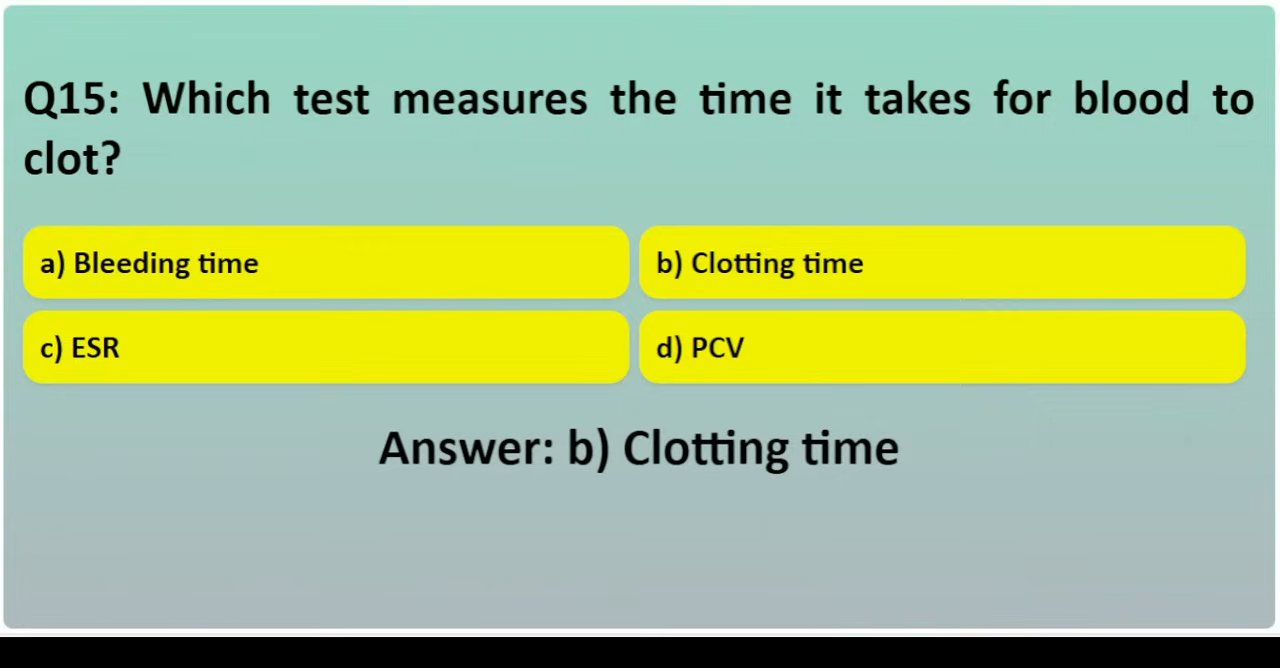 Q15: Which test measures the time it takes for blood to
clot?
a) Bleeding time
b) Clotting time
c) ESR
d) PCV
Answer: b) Clotting time